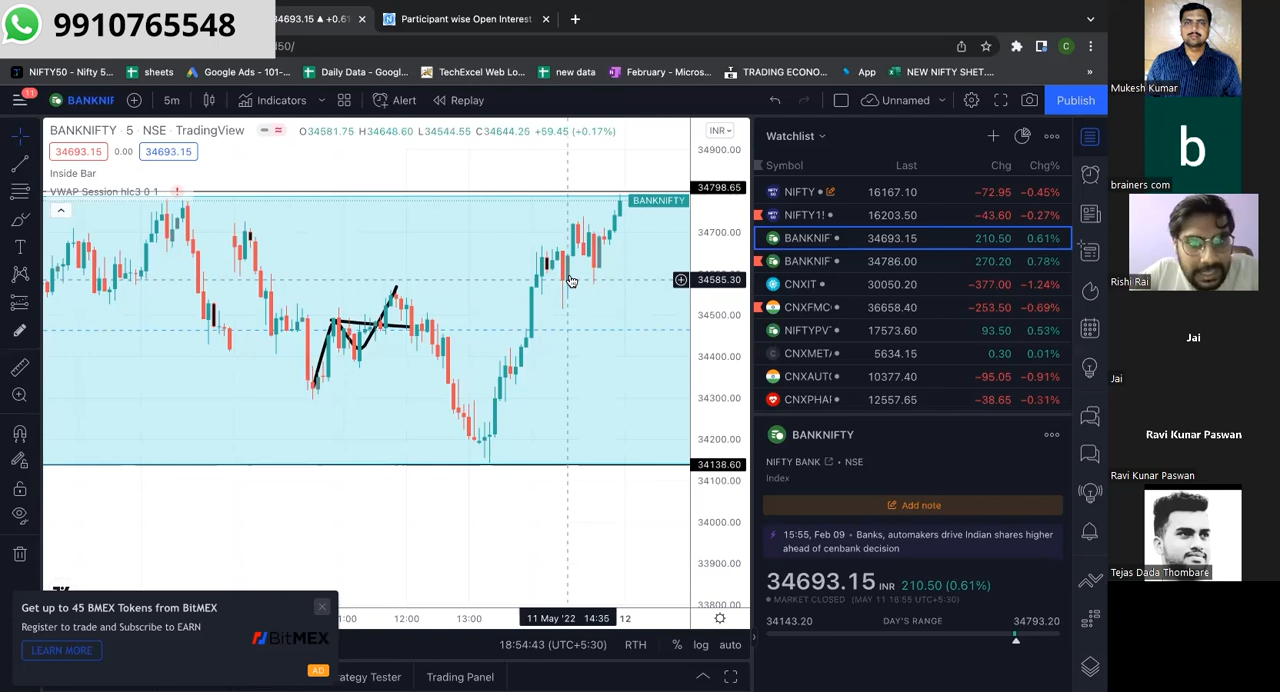 9910765548
34693.15 ▲ +0.61
Participant wise Open Interest
d50/
NIFTY50 - Nifty 5...
sheets
Google Ads - 101-...
Daily Data - Googl...
TechExcel Web Lo...
new data
February - Micros...
TRADING ECONO...
App
NEW NIFTY SHET....
»
11
BANKNIF
5m
Indicators
Alert
Replay
Unnamed
Publish
BANKNIFTY · 5 · NSE · TradingView
O34581.75 H34648.60 L34544.55 C34644.25 +59.45 (+0.17%)
34693.15
0.00
34693.15
Inside Bar
VWAP Session hlc3 0 1
INR
34900.00
34798.65
BANKNIFTY
34700.00
34585.30
34500.00
34400.00
34300.00
34200.00
34138.60
34100.00
34000.00
33900.00
33800.00
12:00
13:00
11 May '22 14:35
12
18:54:43 (UTC+5:30)
RTH
%
log
auto
Trading Panel
Get up to 45 BMEX Tokens from BitMEX
Register to trade and Subscribe to EARN
LEARN MORE
BitMEX
AD
Watchlist
Symbol Last Chg Chg%
NIFTY 16167.10 −72.95 −0.45%
NIFTY1! 16203.50 −43.60 −0.27%
BANKNIF 34693.15 210.50 0.61%
BANKNIF 34786.00 270.20 0.78%
CNXIT 30050.20 −377.00 −1.24%
CNXFMC 36658.40 −253.50 −0.69%
NIFTYPV 17573.60 93.50 0.53%
CNXMETA 5634.15 0.30 0.01%
CNXAUTO 10377.40 −95.05 −0.91%
CNXPHAR 12557.65 −38.65 −0.31%
BANKNIFTY
NIFTY BANK · NSE
Index
Add note
15:55, Feb 09 • Banks, automakers drive Indian shares higher
ahead of cenbank decision
34693.15 INR 210.50 (0.61%)
MARKET CLOSED (MAY 11 18:55 UTC+5:30)
34143.20 DAY'S RANGE 34793.20
Mukesh Kumar
b
brainers com
Rishi Rai
Jai
Jai
Ravi Kunar Paswan
Ravi Kunar Paswan
Tejas Dada Thombare